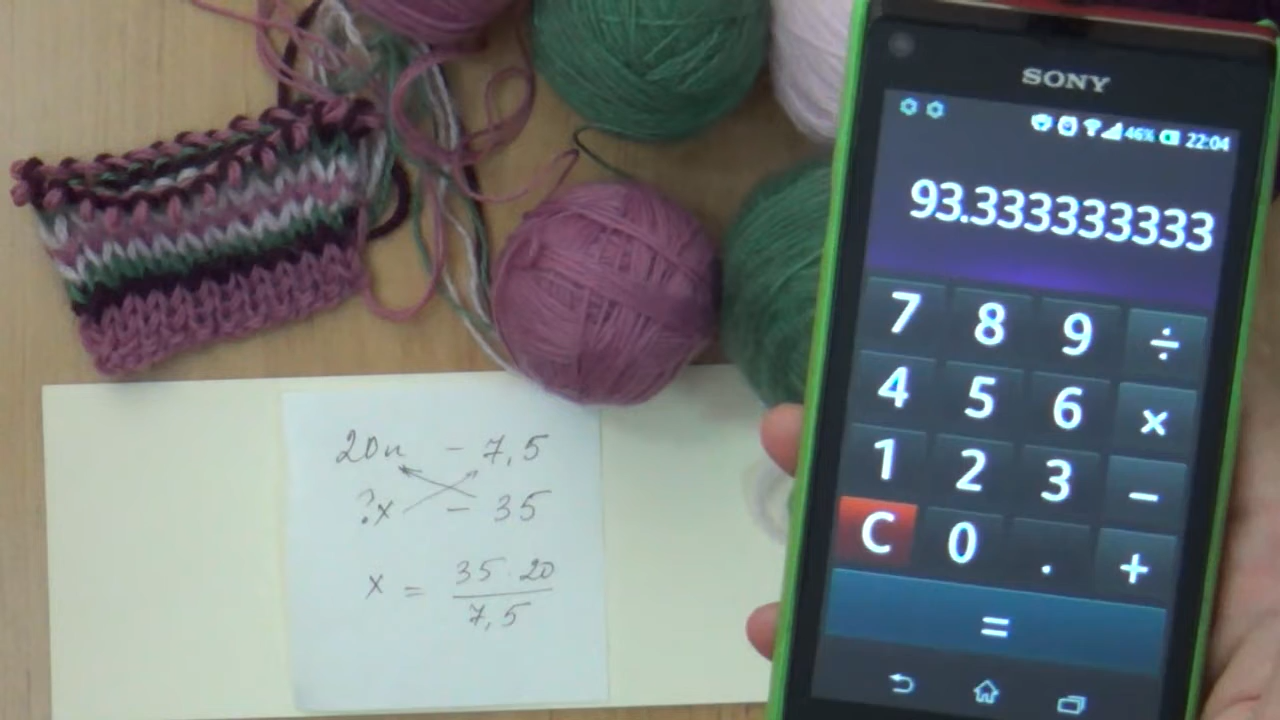 20п - 7,5
?x - 35
x = 35·20
7,5
SONY
46% 22:04
93.333333333
7 8 9 ÷
4 5 6 ×
1 2 3 −
C 0 . +
=